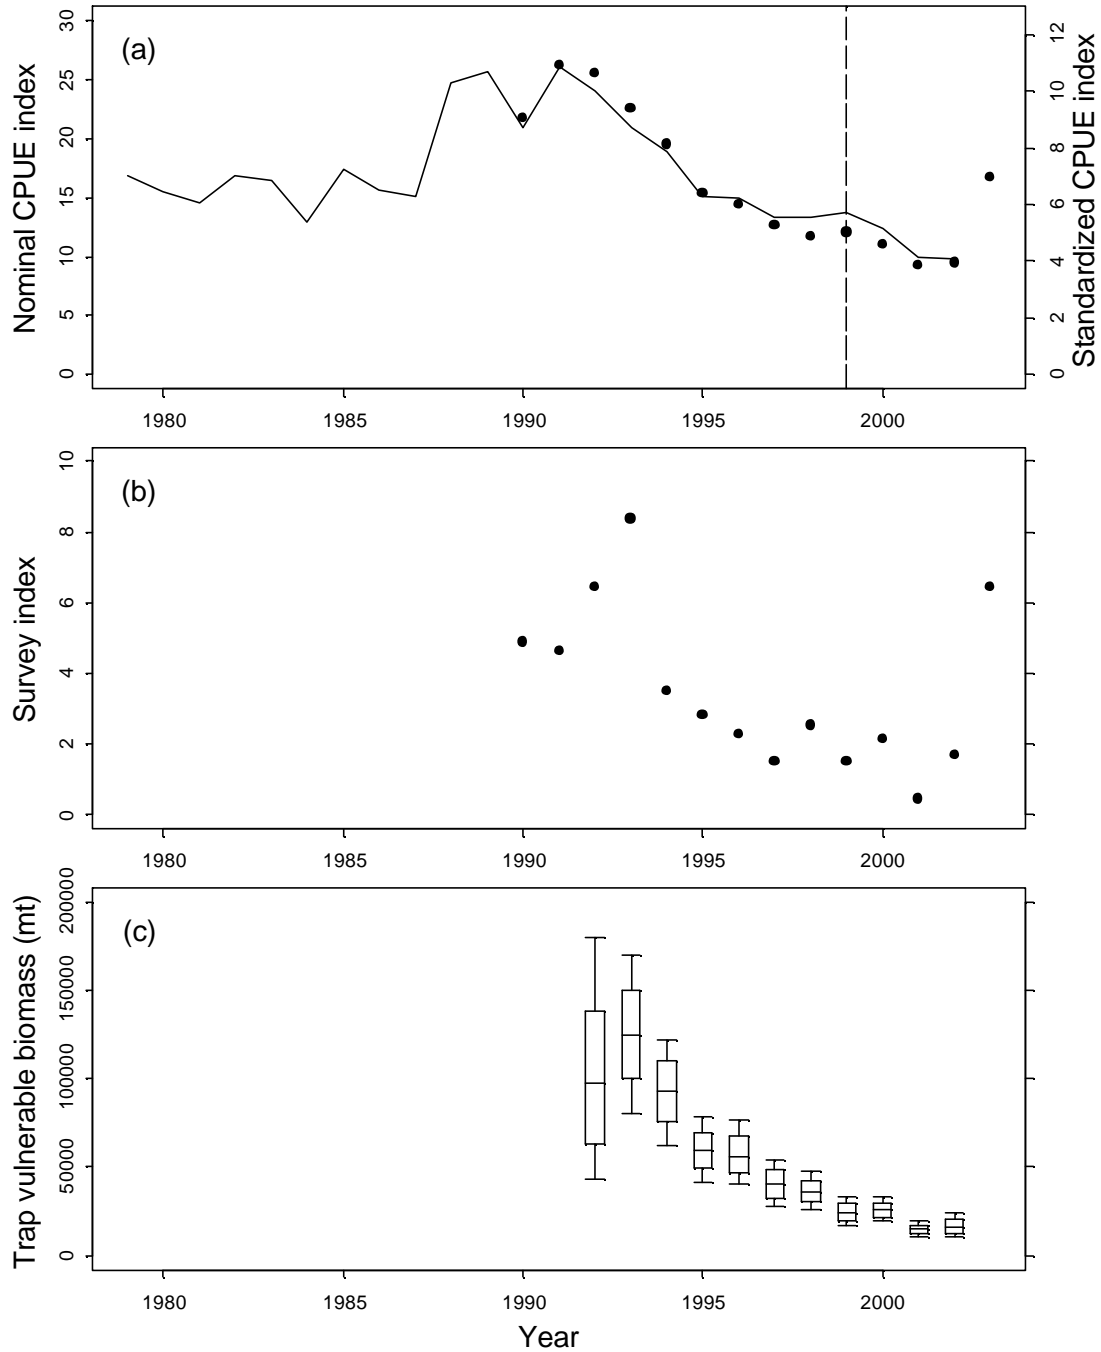 (a)
Nominal CPUE index
0 5 10 15 20 25 30
Standardized CPUE index
0 2 4 6 8 10 12
1980 1985 1990 1995 2000
(b)
Survey index
0 2 4 6 8 10
1980 1985 1990 1995 2000
(c)
Trap vulnerable biomass (mt)
0 50000 100000 150000 200000
1980 1985 1990 1995 2000
Year